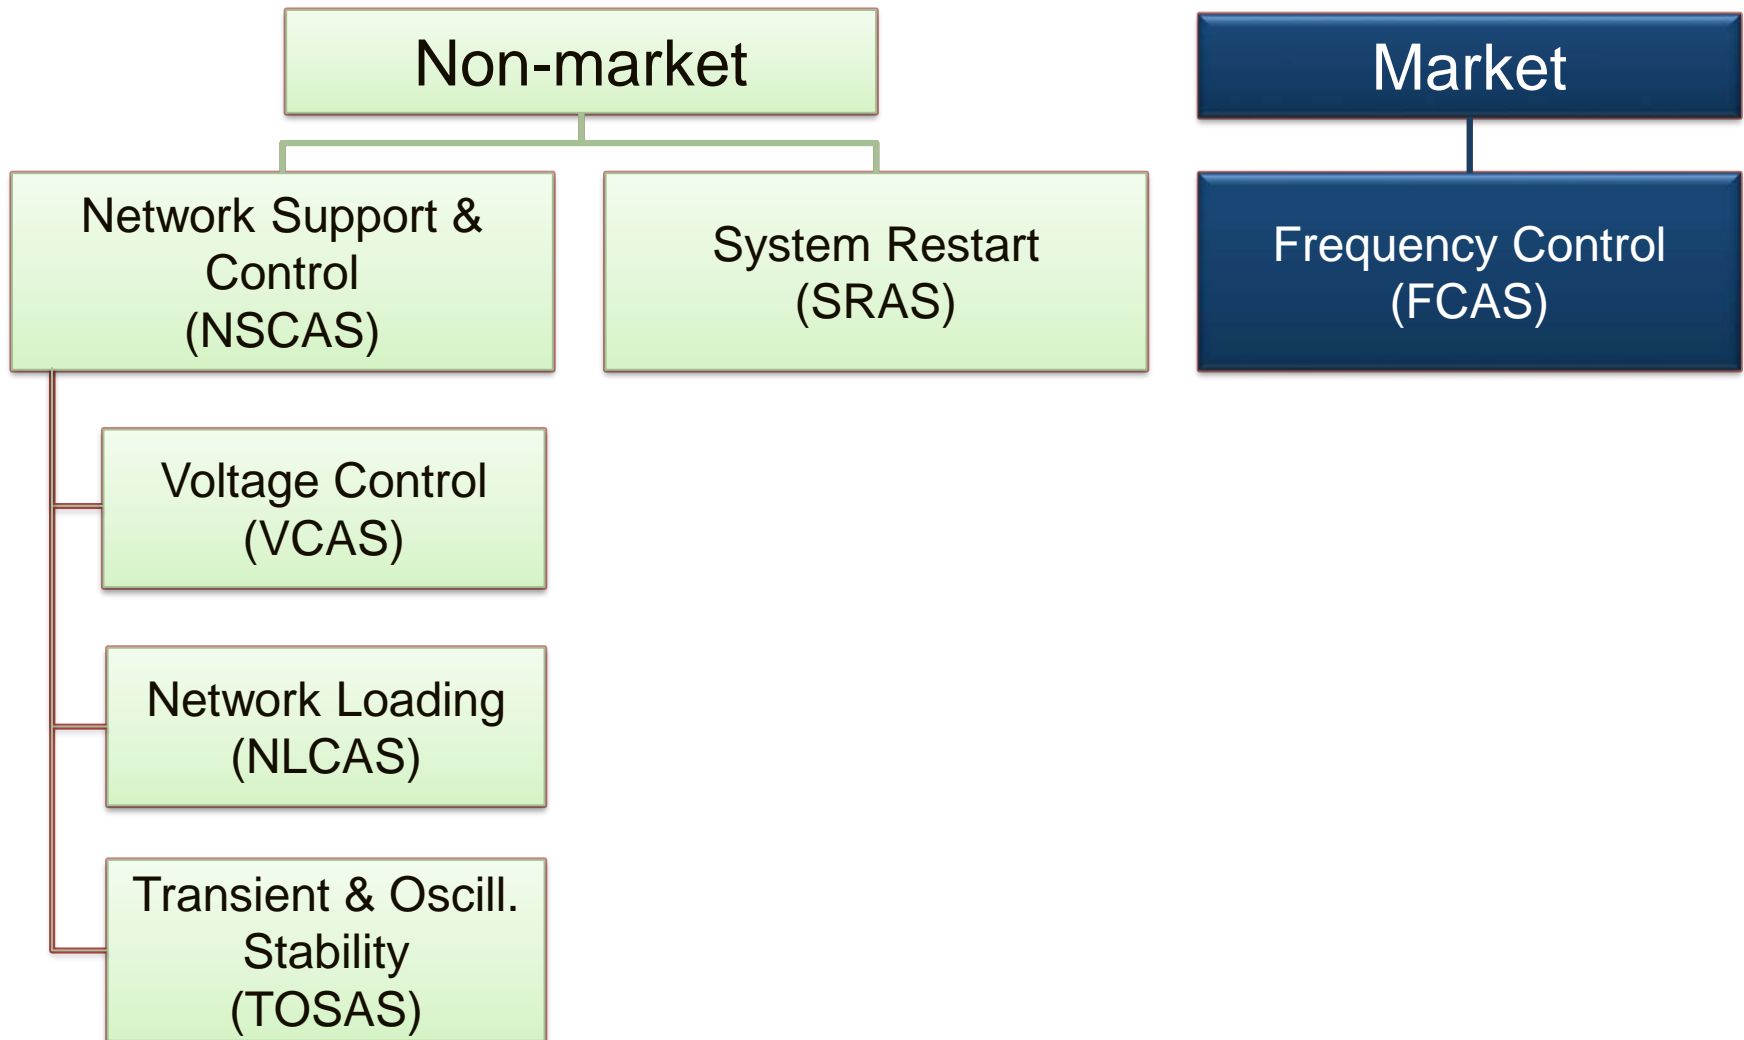 Non-market
Market
Network Support &
Control
(NSCAS)
System Restart
(SRAS)
Frequency Control
(FCAS)
Voltage Control
(VCAS)
Network Loading
(NLCAS)
Transient & Oscill.
Stability
(TOSAS)